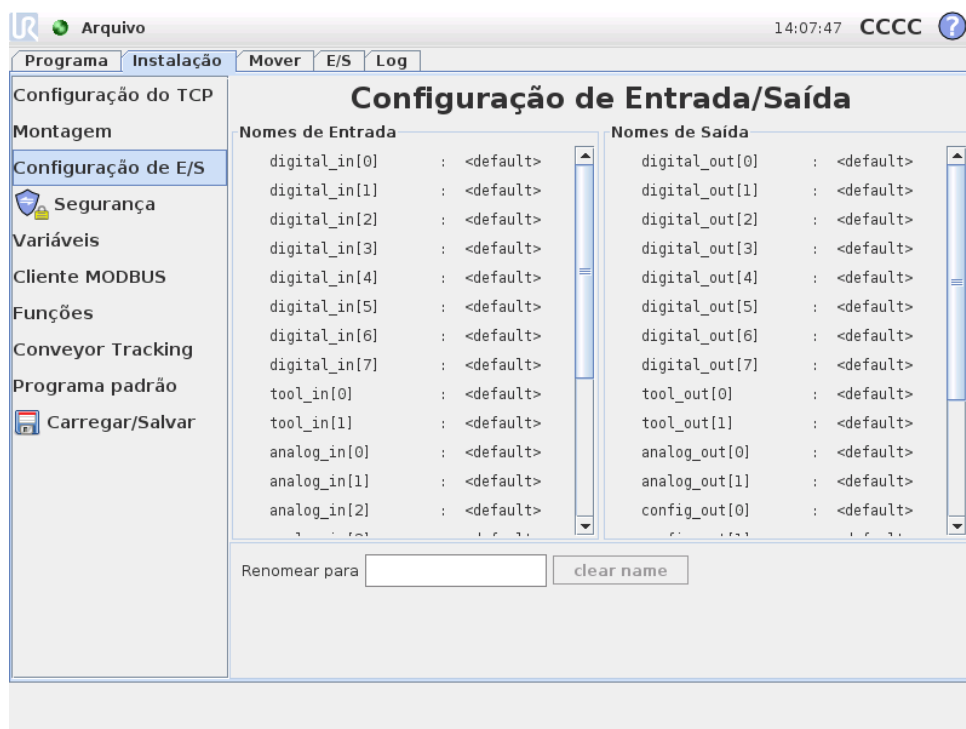 UR Arquivo 14:07:47 CCCC ?
Programa Instalação Mover E/S Log
Configuração do TCP
Montagem
Configuração de E/S
Segurança
Variáveis
Cliente MODBUS
Funções
Conveyor Tracking
Programa padrão
Carregar/Salvar
Configuração de Entrada/Saída
Nomes de Entrada
digital_in[0] : <default>
digital_in[1] : <default>
digital_in[2] : <default>
digital_in[3] : <default>
digital_in[4] : <default>
digital_in[5] : <default>
digital_in[6] : <default>
digital_in[7] : <default>
tool_in[0] : <default>
tool_in[1] : <default>
analog_in[0] : <default>
analog_in[1] : <default>
analog_in[2] : <default>
Nomes de Saída
digital_out[0] : <default>
digital_out[1] : <default>
digital_out[2] : <default>
digital_out[3] : <default>
digital_out[4] : <default>
digital_out[5] : <default>
digital_out[6] : <default>
digital_out[7] : <default>
tool_out[0] : <default>
tool_out[1] : <default>
analog_out[0] : <default>
analog_out[1] : <default>
config_out[0] : <default>
Renomear para clear name